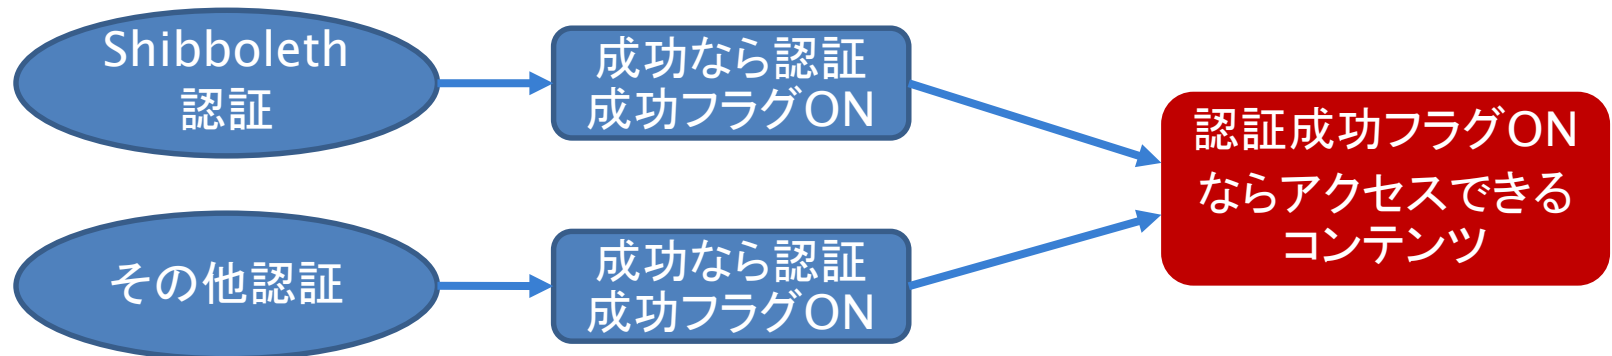 Shibboleth
認証
成功なら認証
成功フラグON
その他認証
成功なら認証
成功フラグON
認証成功フラグON
ならアクセスできる
コンテンツ